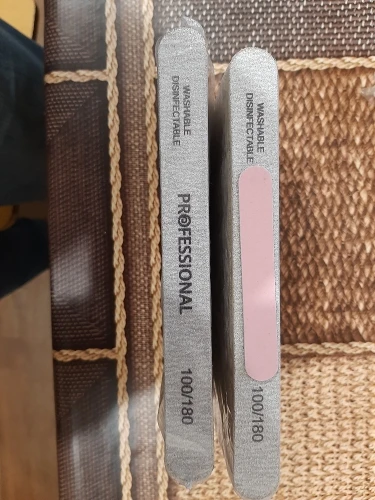 WASHABLE
DISINFECTABLE
PROFESSIONAL
100/180
WASHABLE
DISINFECTABLE
100/180